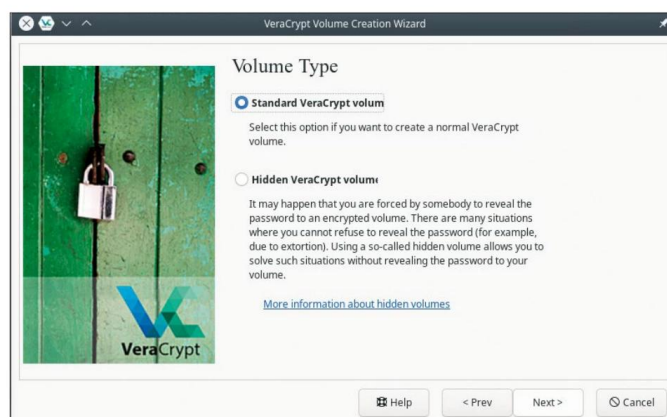 VeraCrypt Volume Creation Wizard
Volume Type
Standard VeraCrypt volum
Select this option if you want to create a normal VeraCrypt
volume.
Hidden VeraCrypt volume
It may happen that you are forced by somebody to reveal the
password to an encrypted volume. There are many situations
where you cannot refuse to reveal the password (for example,
due to extortion). Using a so-called hidden volume allows you to
solve such situations without revealing the password to your
volume.
More information about hidden volumes
VeraCrypt
Help
< Prev
Next >
Cancel